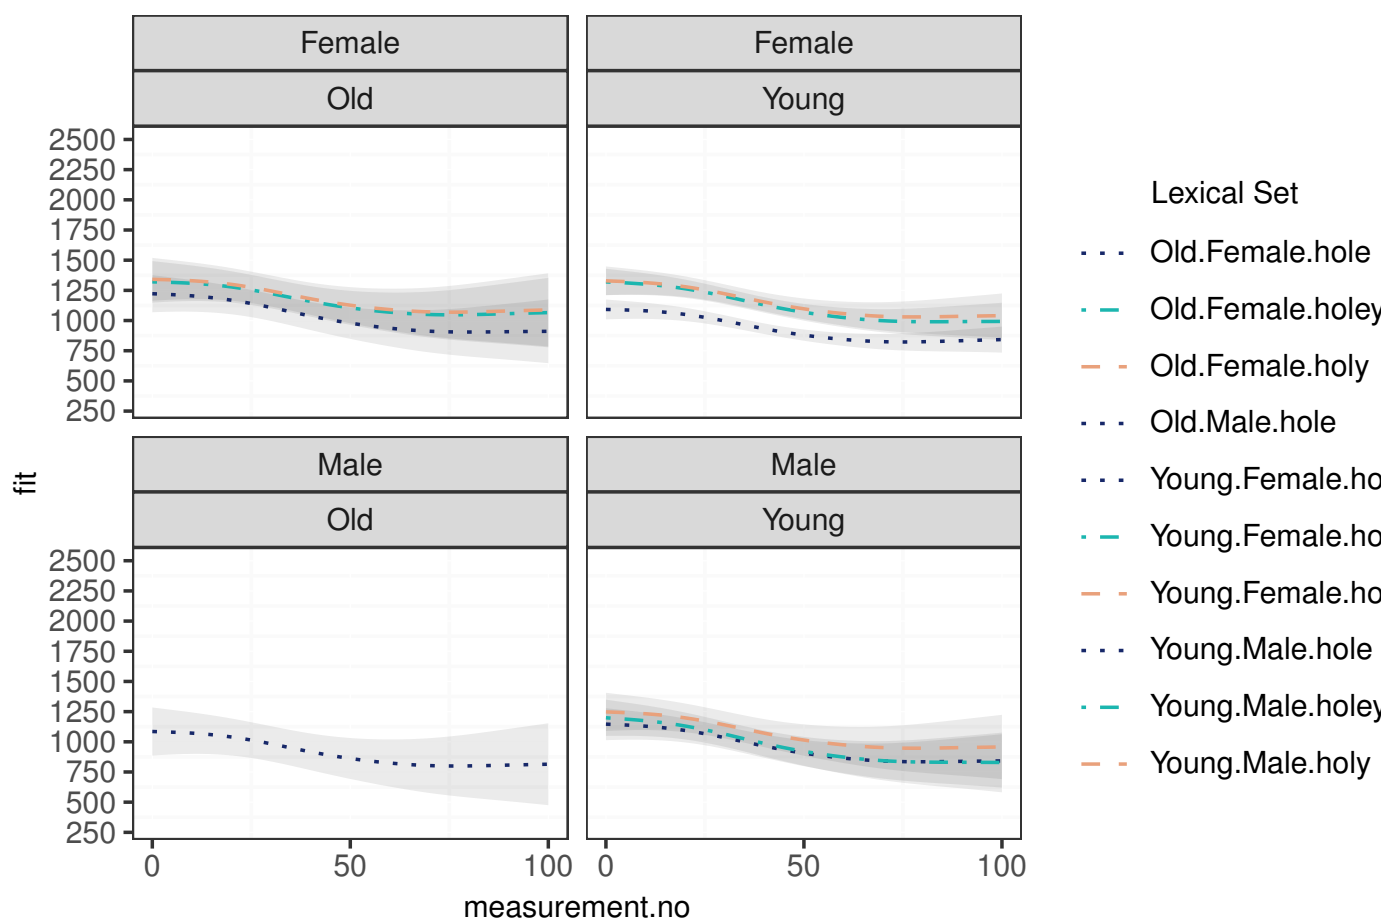 Female
Female
Old
Young
2500
2250
2000
1750
1500
1250
1000
750
500
250
Male
Male
Old
Young
2500
2250
2000
1750
1500
1250
1000
750
500
250
0
50
100
0
50
100
measurement.no
fit
Lexical Set
Old.Female.hole
Old.Female.holey
Old.Female.holy
Old.Male.hole
Young.Female.ho
Young.Female.ho
Young.Female.ho
Young.Male.hole
Young.Male.holey
Young.Male.holy